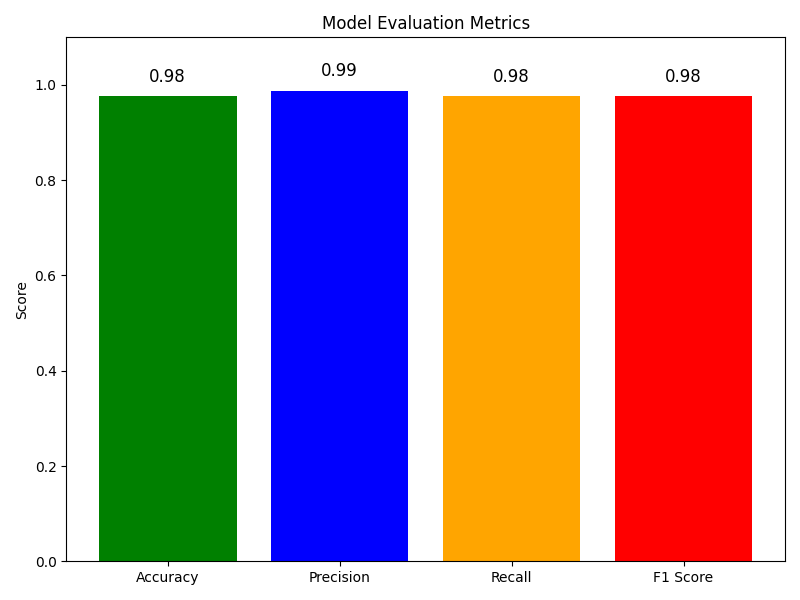 Model Evaluation Metrics
0.98
0.99
0.98
0.98
1.0
0.8
0.6
0.4
0.2
0.0
Score
Accuracy
Precision
Recall
F1 Score